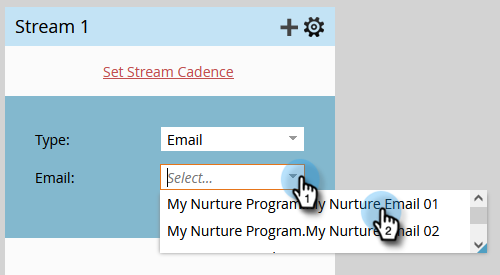 Stream 1
Set Stream Cadence
Type: Email
Email: Select...
1
My Nurture Program.My Nurture Email 01
2
My Nurture Program.My Nurture Email 02